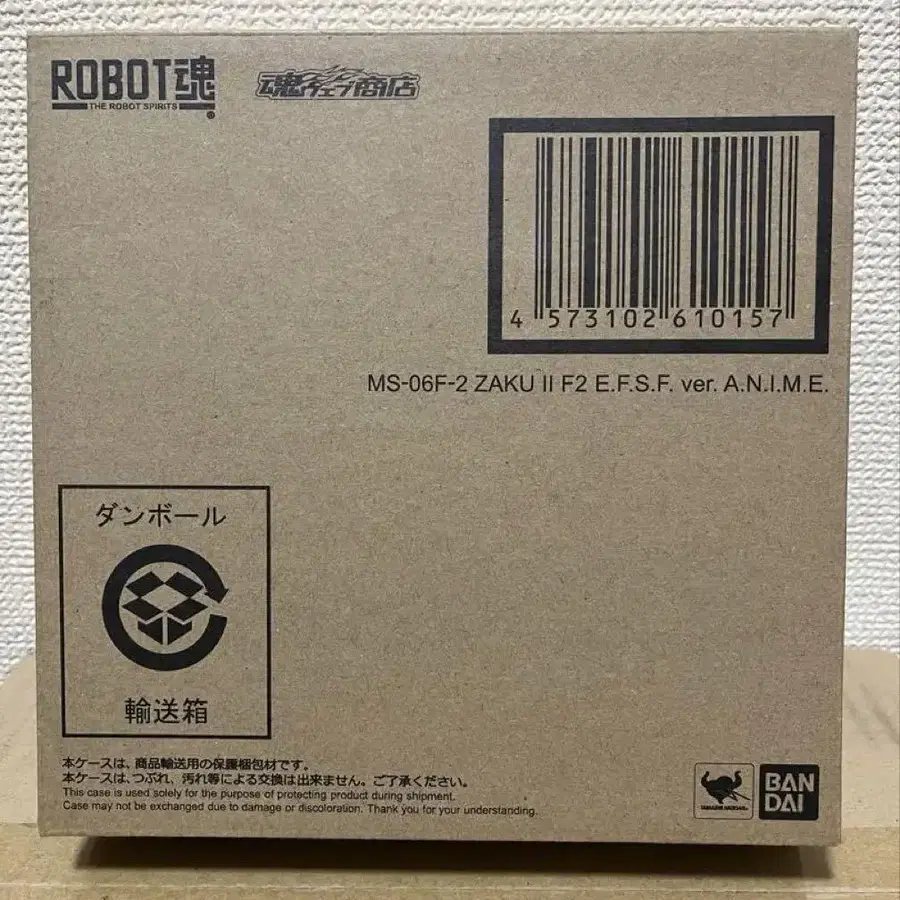 ROBOT魂
THE ROBOT SPIRITS
®
魂ウェブ商店
4 573102 610157
MS-06F-2 ZAKU II F2 E.F.S.F. ver. A.N.I.M.E.
ダンボール
輸送箱
本ケースは、商品輸送用の保護梱包材です。
本ケースは、つぶれ、汚れ等による交換は出来ません。ご了承ください。
This case is used solely for the purpose of protecting product during shipment.
Case may not be exchanged due to damage or discoloration. Thank you for your understanding.
TAMASHII NATIONS
BAN
DAI